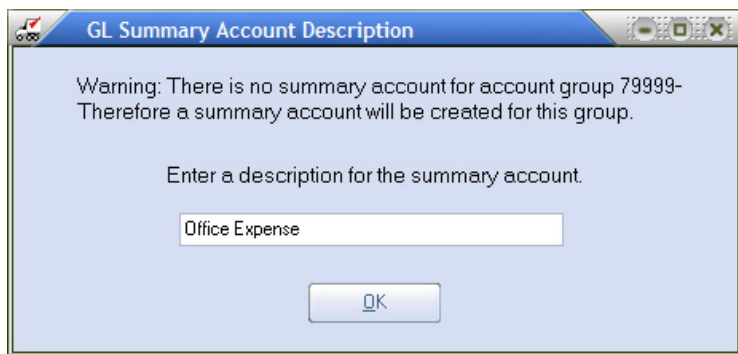 GL Summary Account Description
Warning: There is no summary account for account group 79999-
Therefore a summary account will be created for this group.
Enter a description for the summary account.
Office Expense
OK